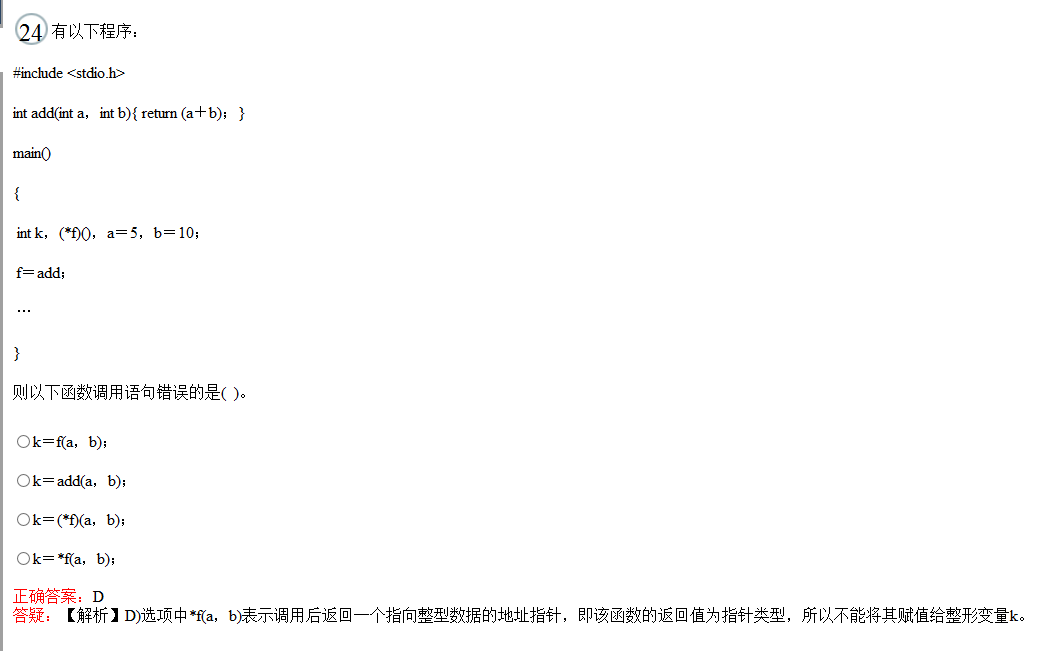 24 有以下程序:
#include <stdio.h>
int add(int a，int b){ return (a＋b)；}
main()
{
int k，(*f)()，a＝5，b＝10；
f＝add；
…
}
则以下函数调用语句错误的是( )。
k＝f(a，b)；
k＝add(a，b)；
k＝(*f)(a，b)；
k＝*f(a，b)；
正确答案：D
答疑：【解析】D)选项中*f(a，b)表示调用后返回一个指向整型数据的地址指针，即该函数的返回值为指针类型，所以不能将其赋值给整形变量k。